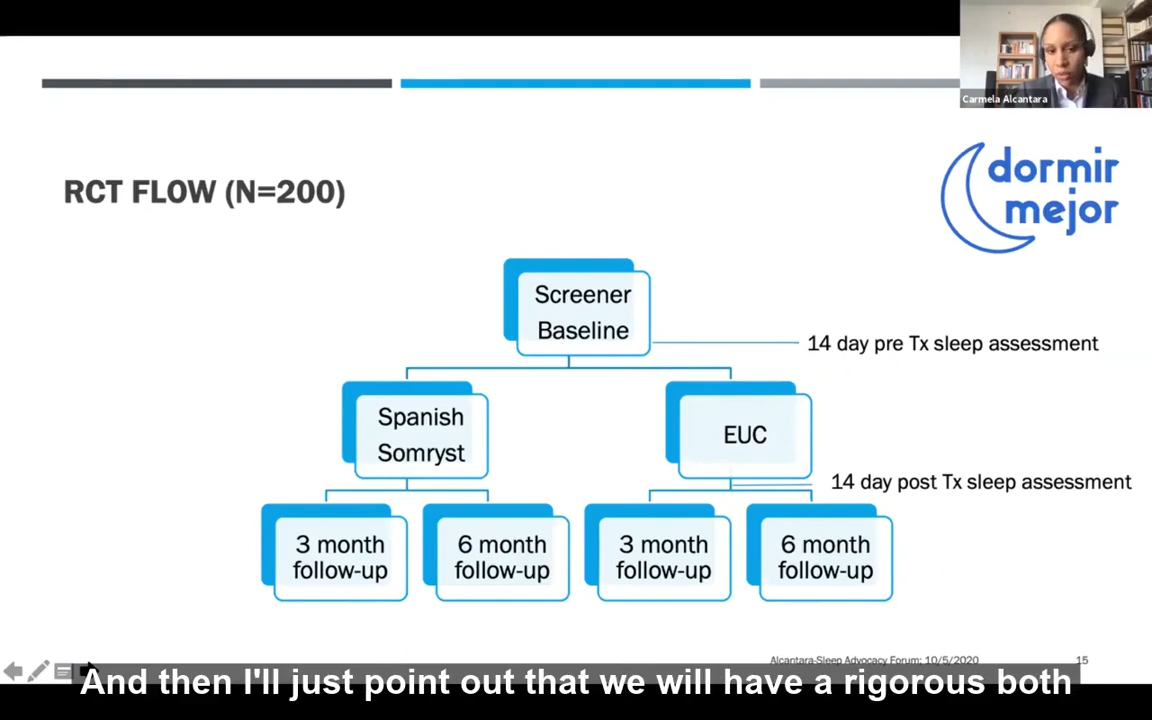 Carmela Alcantara
dormir
mejor
RCT FLOW (N=200)
Screener
Baseline
14 day pre Tx sleep assessment
Spanish
Somryst
EUC
14 day post Tx sleep assessment
3 month
follow-up
6 month
follow-up
3 month
follow-up
6 month
follow-up
Alcantara-Sleep Advocacy Forum; 10/5/2020
15
And then I'll just point out that we will have a rigorous both